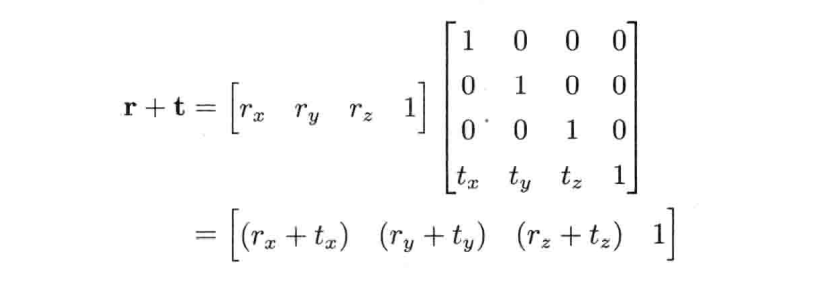 r + t = [r_x r_y r_z 1] [1 0 0 0
0 1 0 0
0 0 1 0
t_x t_y t_z 1]
= [(r_x + t_x) (r_y + t_y) (r_z + t_z) 1]